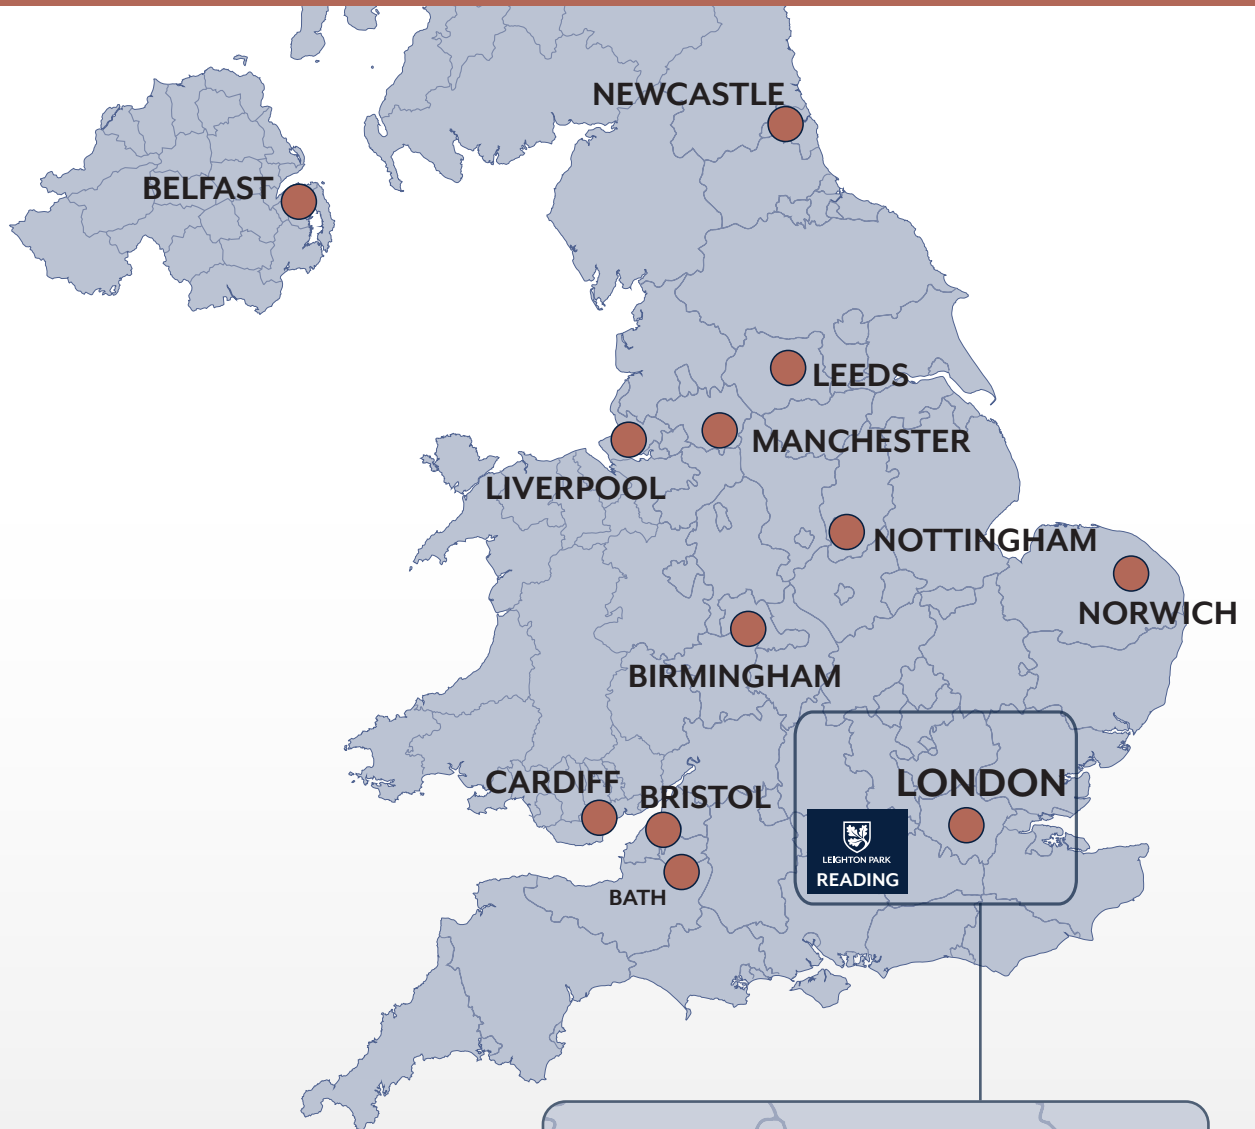 NEWCASTLE
BELFAST
LEEDS
MANCHESTER
LIVERPOOL
NOTTINGHAM
NORWICH
BIRMINGHAM
CARDIFF
BRISTOL
LONDON
LEIGHTON PARK
READING
BATH